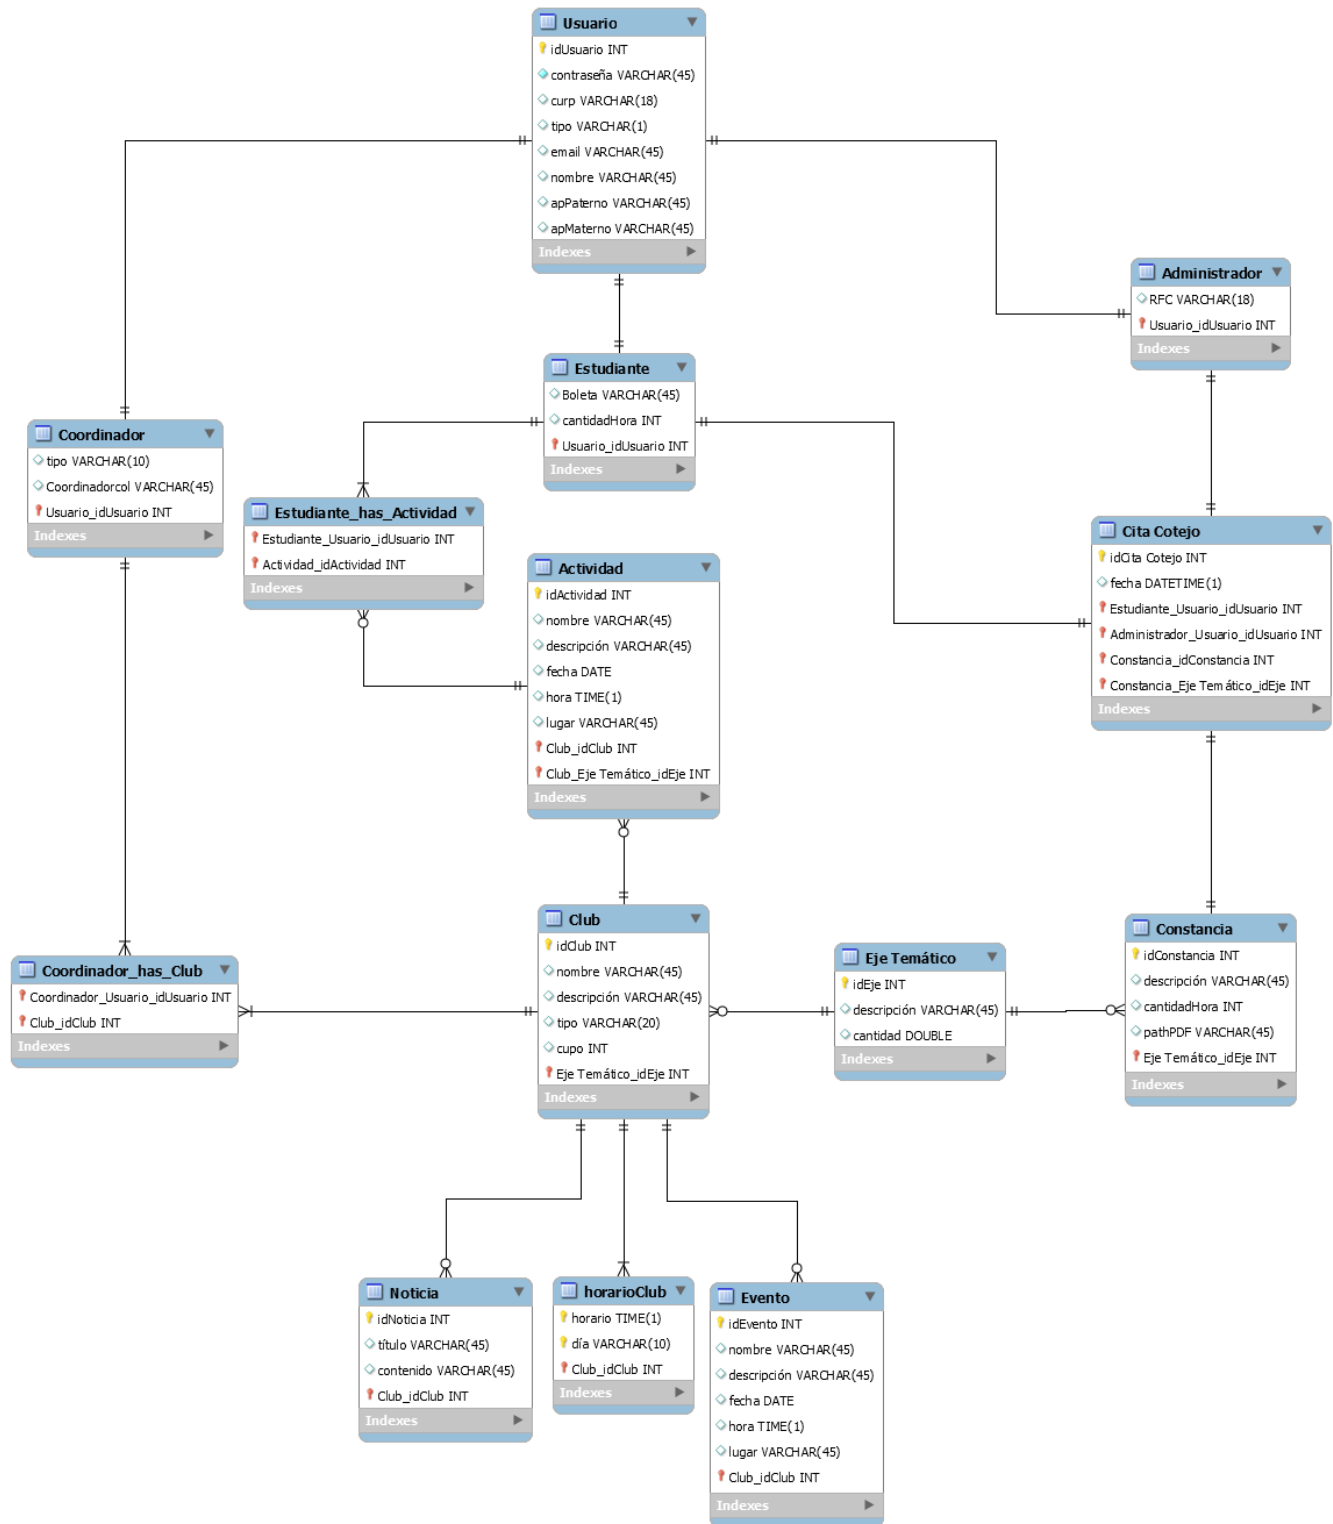 Usuario
idUsuario INT
contraseña VARCHAR(45)
curp VARCHAR(18)
tipo VARCHAR(1)
email VARCHAR(45)
nombre VARCHAR(45)
apPaterno VARCHAR(45)
apMaterno VARCHAR(45)
Indexes
Administrador
RFC VARCHAR(18)
Usuario_idUsuario INT
Indexes
Estudiante
Boleta VARCHAR(45)
cantidadHora INT
Usuario_idUsuario INT
Indexes
Coordinador
tipo VARCHAR(10)
Coordinadorcol VARCHAR(45)
Usuario_idUsuario INT
Indexes
Estudiante_has_Actividad
Estudiante_Usuario_idUsuario INT
Actividad_idActividad INT
Indexes
Cita Cotejo
idCita Cotejo INT
fecha DATETIME(1)
Estudiante_Usuario_idUsuario INT
Administrador_Usuario_idUsuario INT
Constancia_idConstancia INT
Constancia_Eje Temático_idEje INT
Indexes
Actividad
idActividad INT
nombre VARCHAR(45)
descripción VARCHAR(45)
fecha DATE
hora TIME(1)
lugar VARCHAR(45)
Club_idClub INT
Club_Eje Temático_idEje INT
Indexes
Coordinador_has_Club
Coordinador_Usuario_idUsuario INT
Club_idClub INT
Indexes
Club
idClub INT
nombre VARCHAR(45)
descripción VARCHAR(45)
tipo VARCHAR(20)
cupo INT
Eje Temático_idEje INT
Indexes
Eje Temático
idEje INT
descripción VARCHAR(45)
cantidad DOUBLE
Indexes
Constancia
idConstancia INT
descripción VARCHAR(45)
cantidadHora INT
pathPDF VARCHAR(45)
Eje Temático_idEje INT
Indexes
Noticia
idNoticia INT
título VARCHAR(45)
contenido VARCHAR(45)
Club_idClub INT
Indexes
horarioClub
horario TIME(1)
día VARCHAR(10)
Club_idClub INT
Indexes
Evento
idEvento INT
nombre VARCHAR(45)
descripción VARCHAR(45)
fecha DATE
hora TIME(1)
lugar VARCHAR(45)
Club_idClub INT
Indexes